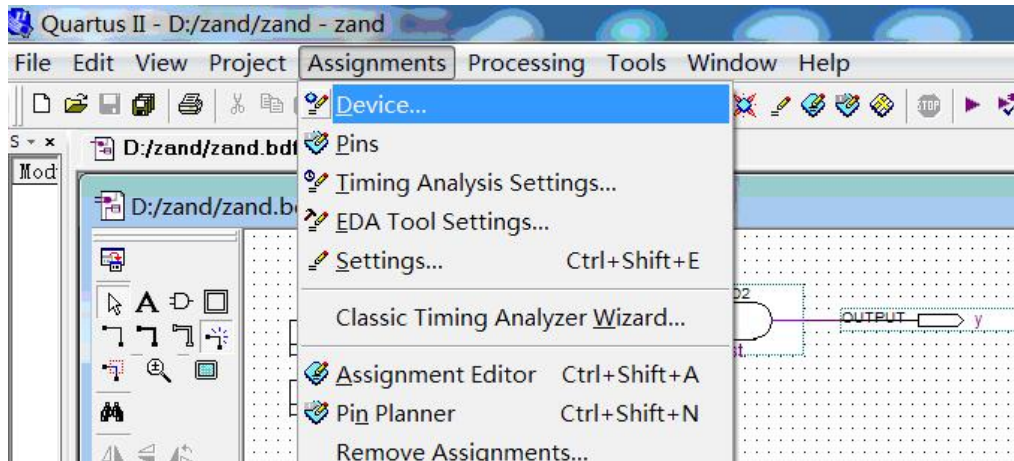 Quartus II - D:/zand/zand - zand
File Edit View Project Assignments Processing Tools Window Help
Device...
STOP
D:/zand/zand.bdf
Pins
Mod
Timing Analysis Settings...
D:/zand/zand.b
EDA Tool Settings...
Settings... Ctrl+Shift+E
Classic Timing Analyzer Wizard...
OUTPUT y
Assignment Editor Ctrl+Shift+A
Pin Planner Ctrl+Shift+N
Remove Assignments...